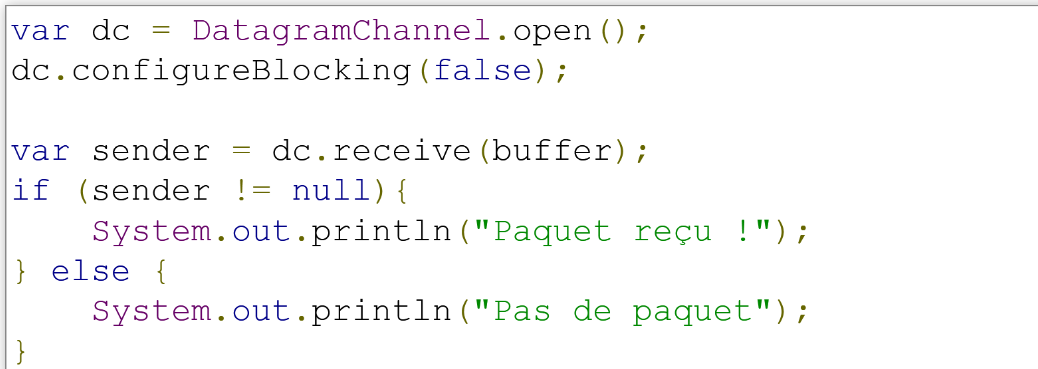 var dc = DatagramChannel.open();
dc.configureBlocking(false);

var sender = dc.receive(buffer);
if (sender != null){
    System.out.println("Paquet reçu !");
} else {
    System.out.println("Pas de paquet");
}